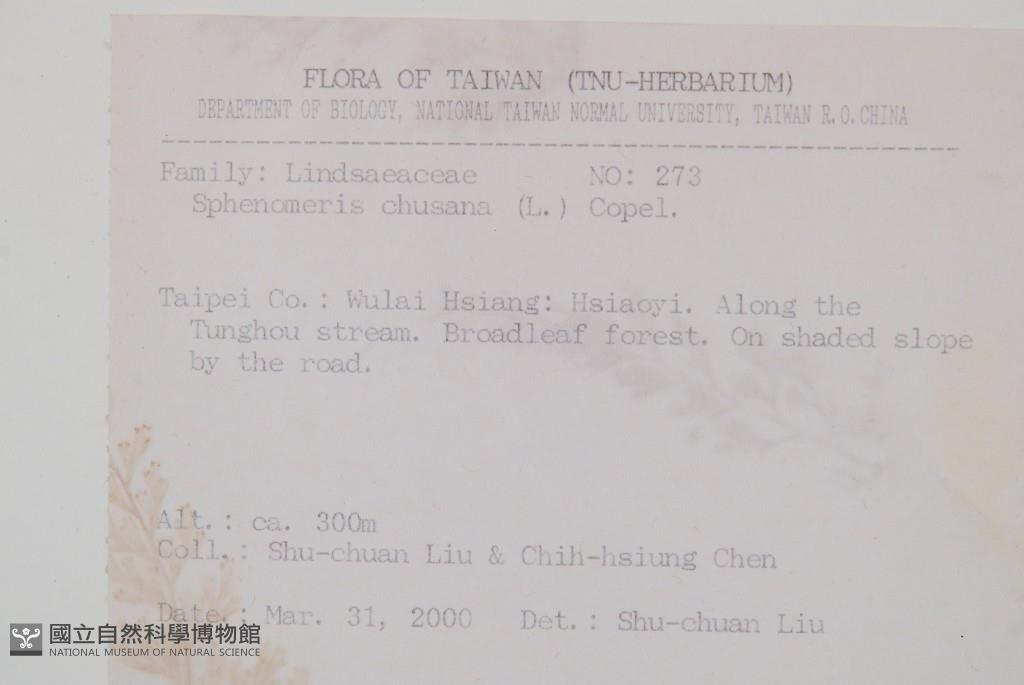 FLORA OF TAIWAN (TNU-HERBARIUM)
DEPARTMENT OF BIOLOGY, NATIONAL TAIWAN NORMAL UNIVERSITY, TAIWAN R.O.CHINA
Family: Lindsaeaceae NO: 273
Sphenomeris chusana (L.) Copel.
Taipei Co.: Wulai Hsiang: Hsiaoyi. Along the
Tunghou stream. Broadleaf forest. On shaded slope
by the road.
Alt.: ca. 300m
Coll.: Shu-chuan Liu & Chih-hsiung Chen
Date.: Mar. 31, 2000 Det.: Shu-chuan Liu
國立自然科學博物館
NATIONAL MUSEUM OF NATURAL SCIENCE